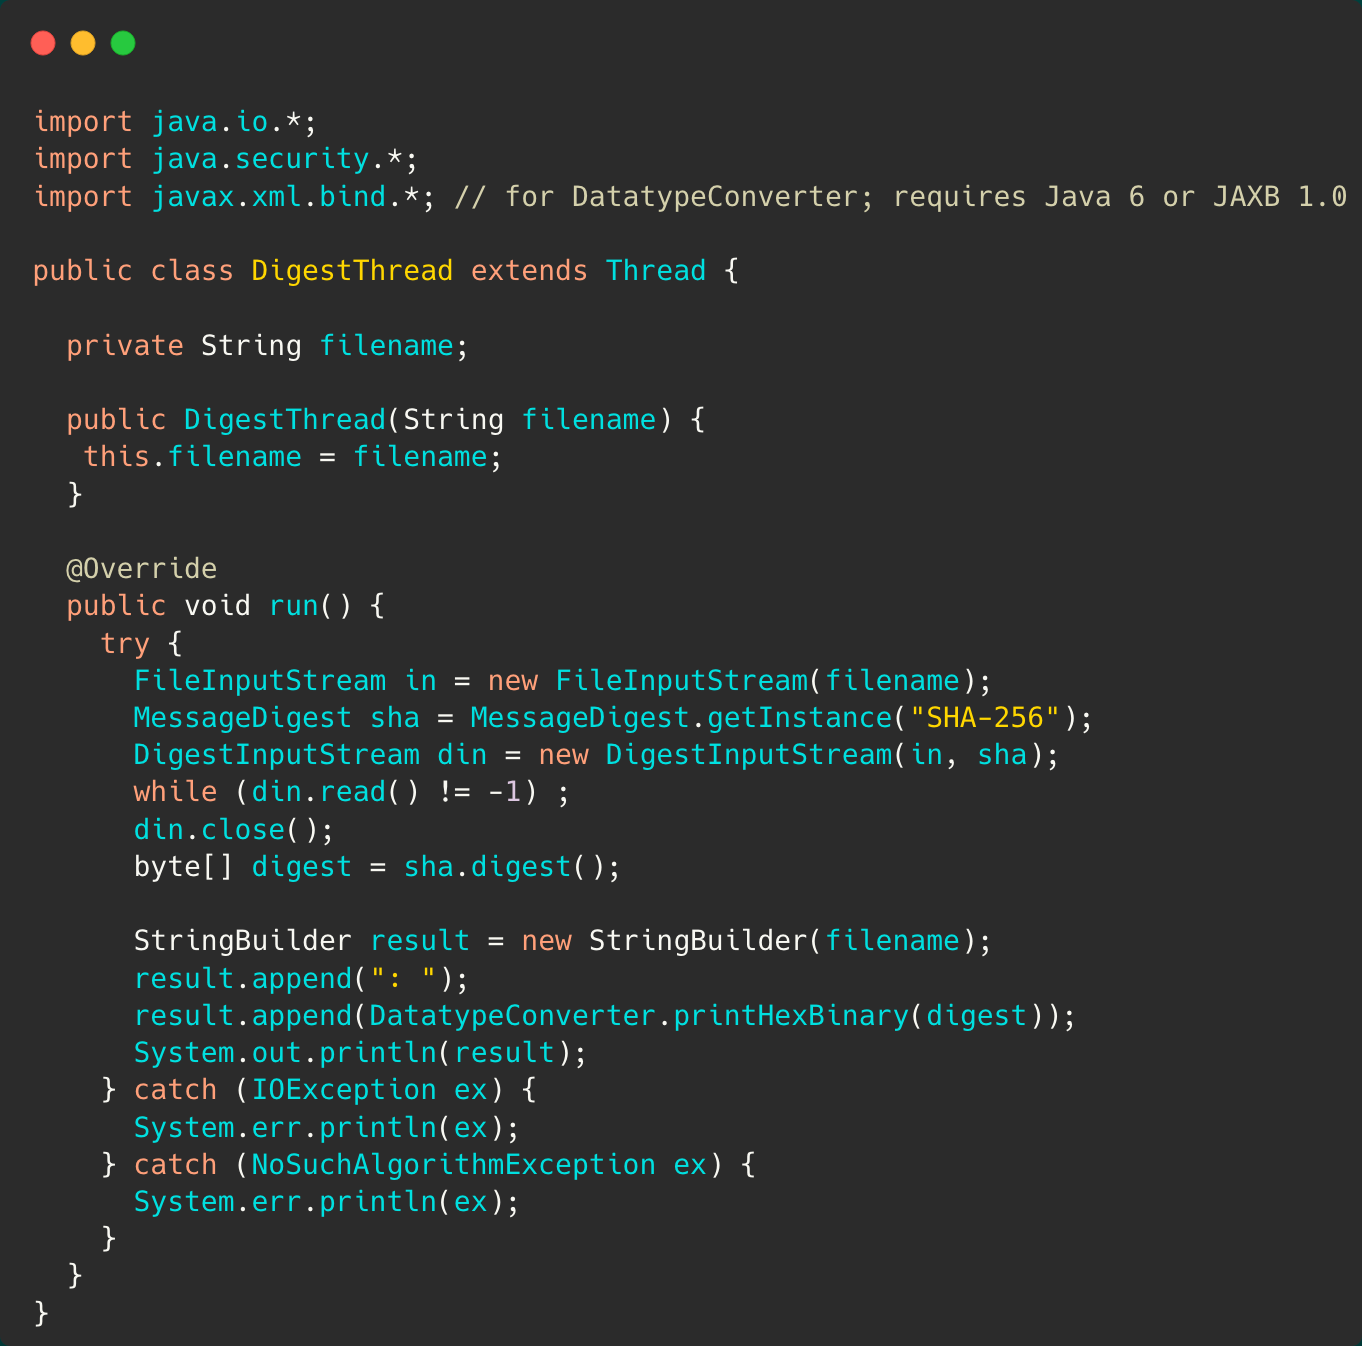 import java.io.*;
import java.security.*;
import javax.xml.bind.*; // for DatatypeConverter; requires Java 6 or JAXB 1.0

public class DigestThread extends Thread {

  private String filename;

  public DigestThread(String filename) {
   this.filename = filename;
  }

  @Override
  public void run() {
    try {
      FileInputStream in = new FileInputStream(filename);
      MessageDigest sha = MessageDigest.getInstance("SHA-256");
      DigestInputStream din = new DigestInputStream(in, sha);
      while (din.read() != -1) ;
      din.close();
      byte[] digest = sha.digest();

      StringBuilder result = new StringBuilder(filename);
      result.append(": ");
      result.append(DatatypeConverter.printHexBinary(digest));
      System.out.println(result);
    } catch (IOException ex) {
      System.err.println(ex);
    } catch (NoSuchAlgorithmException ex) {
      System.err.println(ex);
    }
  }
}